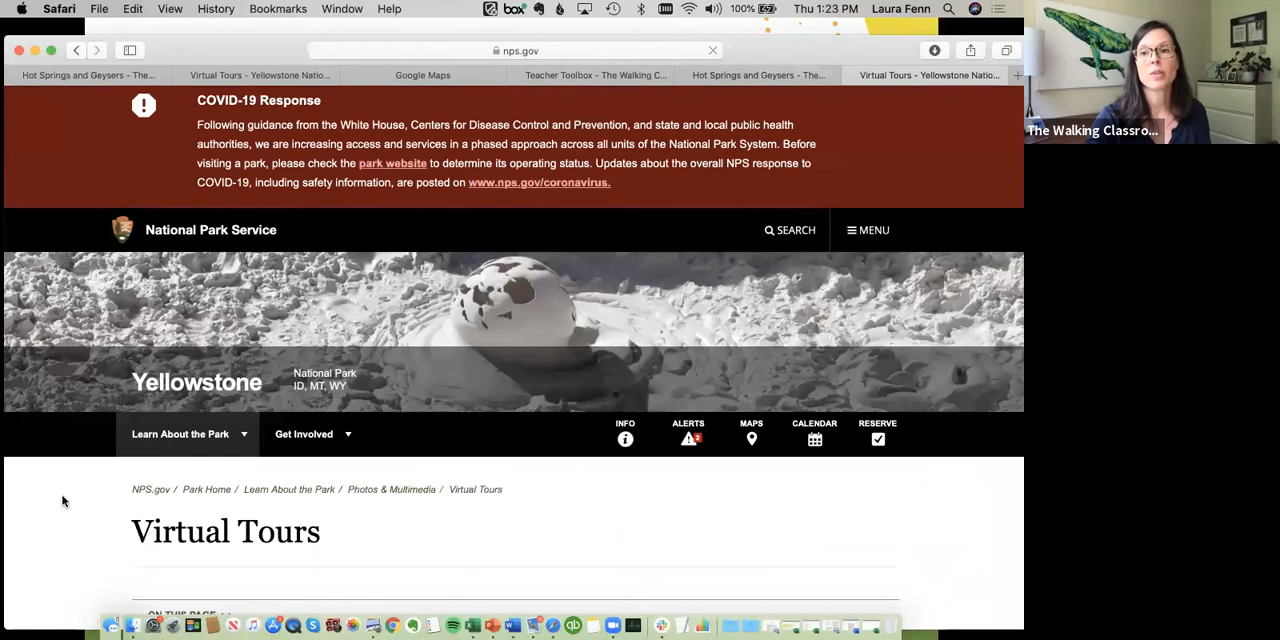 Safari File Edit View History Bookmarks Window Help box 100% Thu 1:23 PM Laura Fenn
nps.gov
Hot Springs and Geysers - The... Virtual Tours - Yellowstone Natio... Google Maps Teacher Toolbox - The Walking C... Hot Springs and Geysers - The... Virtual Tours - Yellowstone Natio...
COVID-19 Response
Following guidance from the White House, Centers for Disease Control and Prevention, and state and local public health
authorities, we are increasing access and services in a phased approach across all units of the National Park System. Before
visiting a park, please check the park website to determine its operating status. Updates about the overall NPS response to
COVID-19, including safety information, are posted on www.nps.gov/coronavirus.
The Walking Classro...
National Park Service
SEARCH
MENU
Yellowstone
National Park
ID, MT, WY
Learn About the Park
Get Involved
INFO
ALERTS
2
MAPS
CALENDAR
RESERVE
NPS.gov / Park Home / Learn About the Park / Photos & Multimedia / Virtual Tours
Virtual Tours
ON THIS PAGE